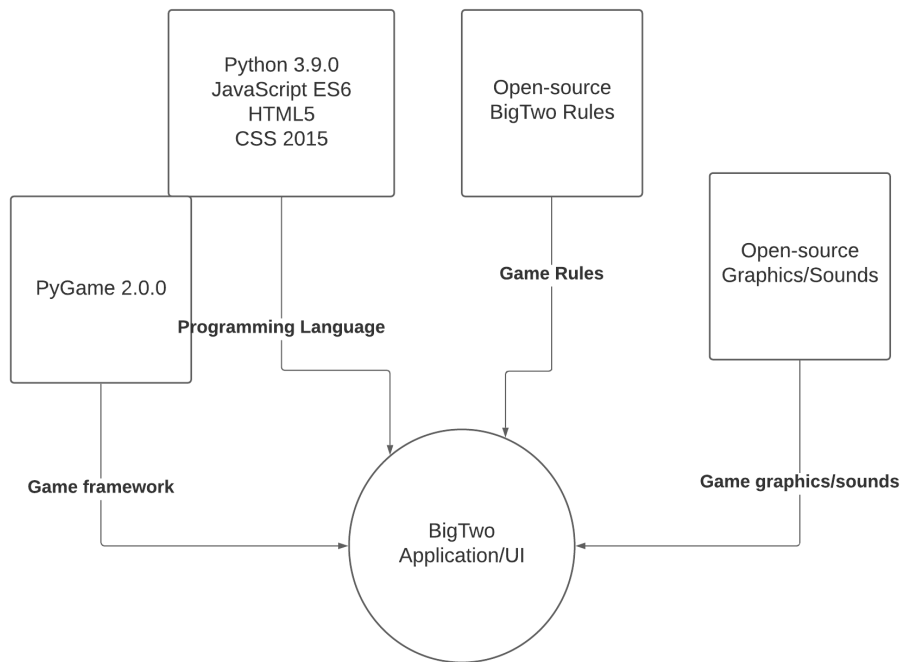 Python 3.9.0
JavaScript ES6
HTML5
CSS 2015
Open-source
BigTwo Rules
Open-source
Graphics/Sounds
PyGame 2.0.0
Game Rules
Programming Language
Game framework
Game graphics/sounds
BigTwo
Application/UI